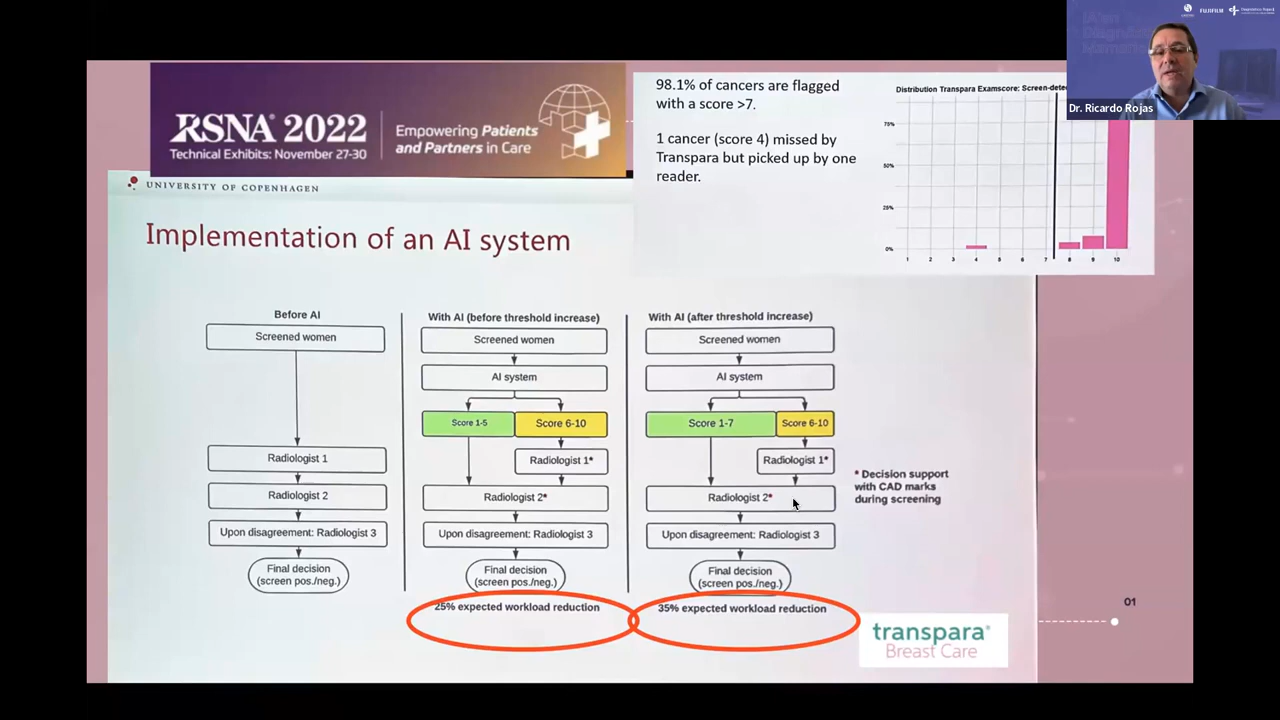 RSNA® 2022
Technical Exhibits: November 27-30
Empowering Patients
and Partners in Care
98.1% of cancers are flagged
with a score >7.
1 cancer (score 4) missed by
Transpara but picked up by one
reader.
Distribution Transpara Examscore: Screen-dete
75%
50%
25%
0%
1 2 3 4 5 6 7 8 9 10
FUJIFILM
Dr. Ricardo Rojas
UNIVERSITY OF COPENHAGEN
Implementation of an AI system
Before AI
Screened women
Radiologist 1
Radiologist 2
Upon disagreement: Radiologist 3
Final decision
(screen pos./neg.)
With AI (before threshold increase)
Screened women
AI system
Score 1-5
Score 6-10
Radiologist 1*
Radiologist 2*
Upon disagreement: Radiologist 3
Final decision
(screen pos./neg.)
25% expected workload reduction
With AI (after threshold increase)
Screened women
AI system
Score 1-7
Score 6-10
Radiologist 1*
Radiologist 2*
Upon disagreement: Radiologist 3
Final decision
(screen pos./neg.)
35% expected workload reduction
* Decision support
with CAD marks
during screening
01
transpara®
Breast Care